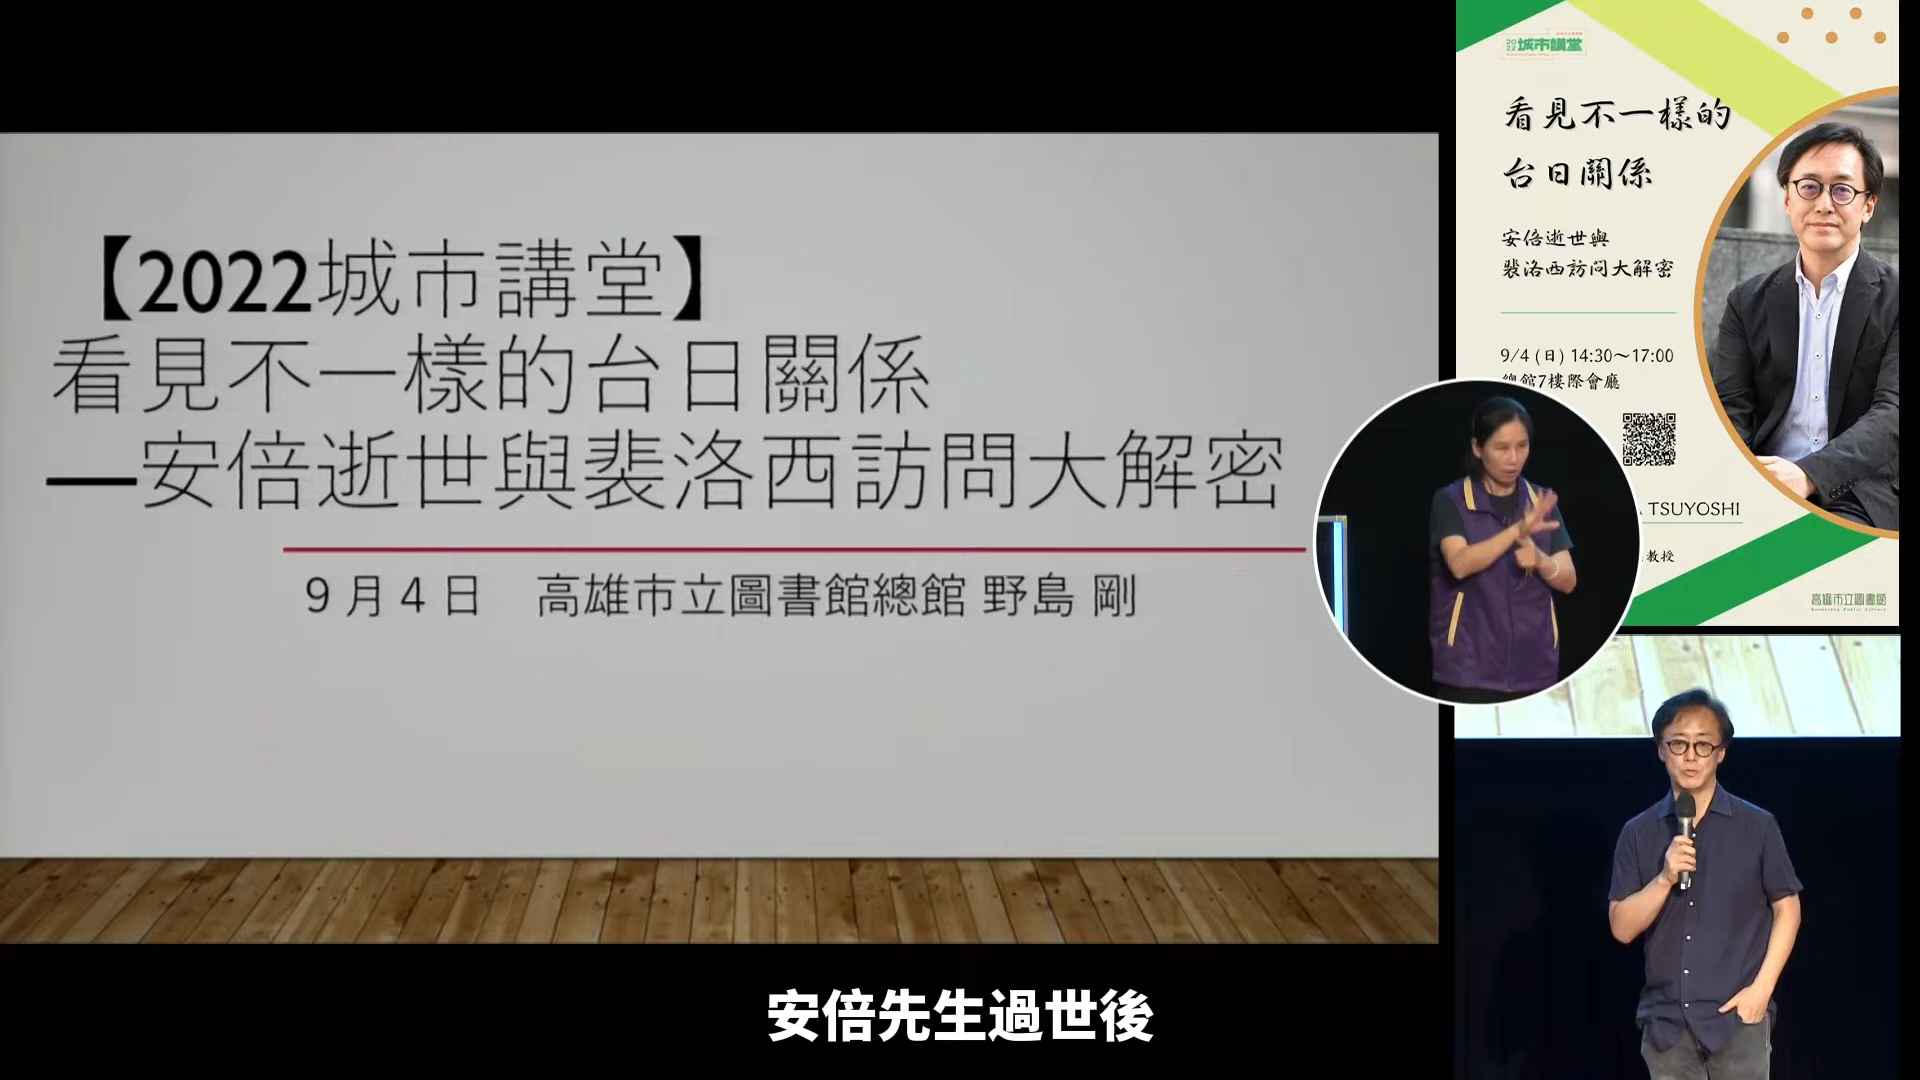 【2022城市講堂】
看見不一樣的台日關係
—安倍逝世與裴洛西訪問大解密
9月4日 高雄市立圖書館總館 野島 剛
2022 城市講堂
看見不一樣的
台日關係
安倍逝世與
裴洛西訪問大解密
9/4 (日) 14:30～17:00
總館7樓際會廳
TSUYOSHI
教授
高雄市立圖書館
Kaohsiung Public Library
安倍先生過世後